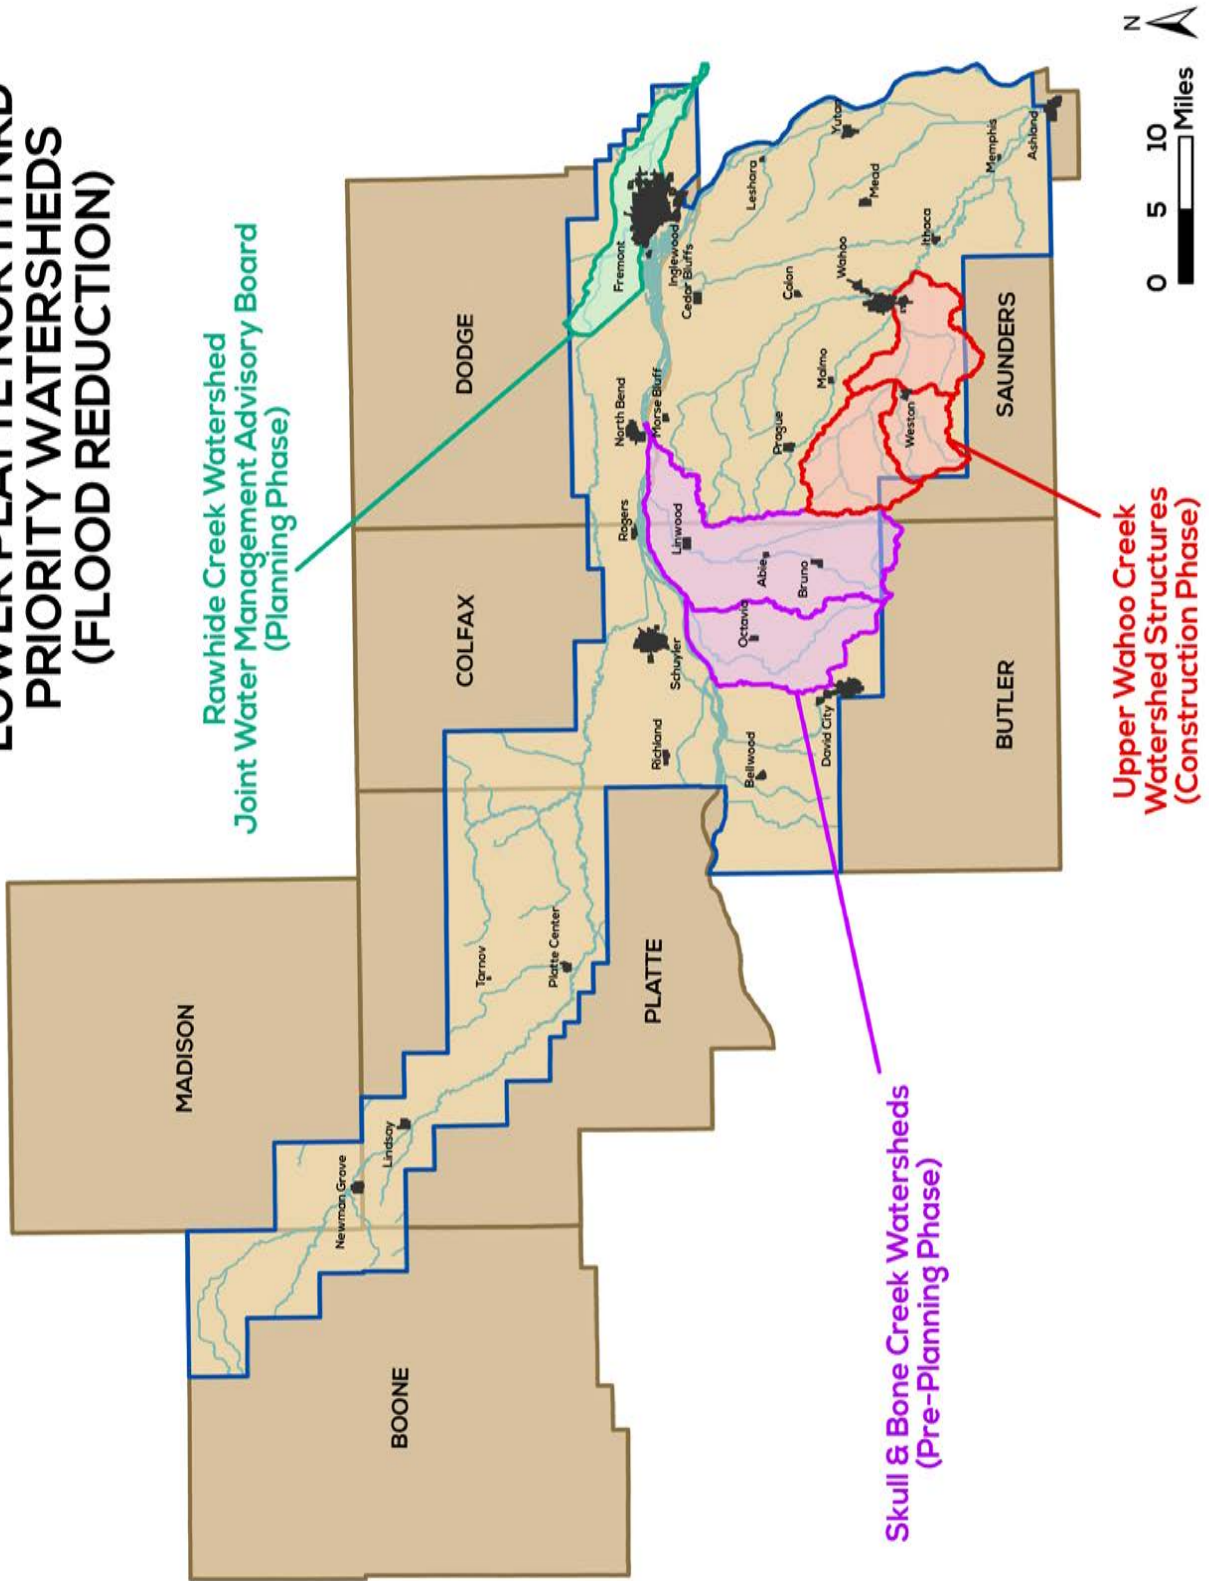 LOWER PLATTE NORTH NRD
PRIORITY WATERSHEDS
(FLOOD REDUCTION)
Rawhide Creek Watershed
Joint Water Management Advisory Board
(Planning Phase)
MADISON
BOONE
PLATTE
COLFAX
DODGE
BUTLER
SAUNDERS
Newman Grove
Lindsay
Tarnov
Platte Center
Richland
Schuyler
Rogers
North Bend
Morse Bluff
Fremont
Inglewood
Cedar Bluffs
Linwood
Octavia
Abie
Bruno
Bellwood
David City
Prague
Malmo
Weston
Colon
Wahoo
Ithaca
Leshara
Mead
Yutan
Memphis
Ashland
Skull & Bone Creek Watersheds
(Pre-Planning Phase)
Upper Wahoo Creek
Watershed Structures
(Construction Phase)
0 5 10
Miles
N